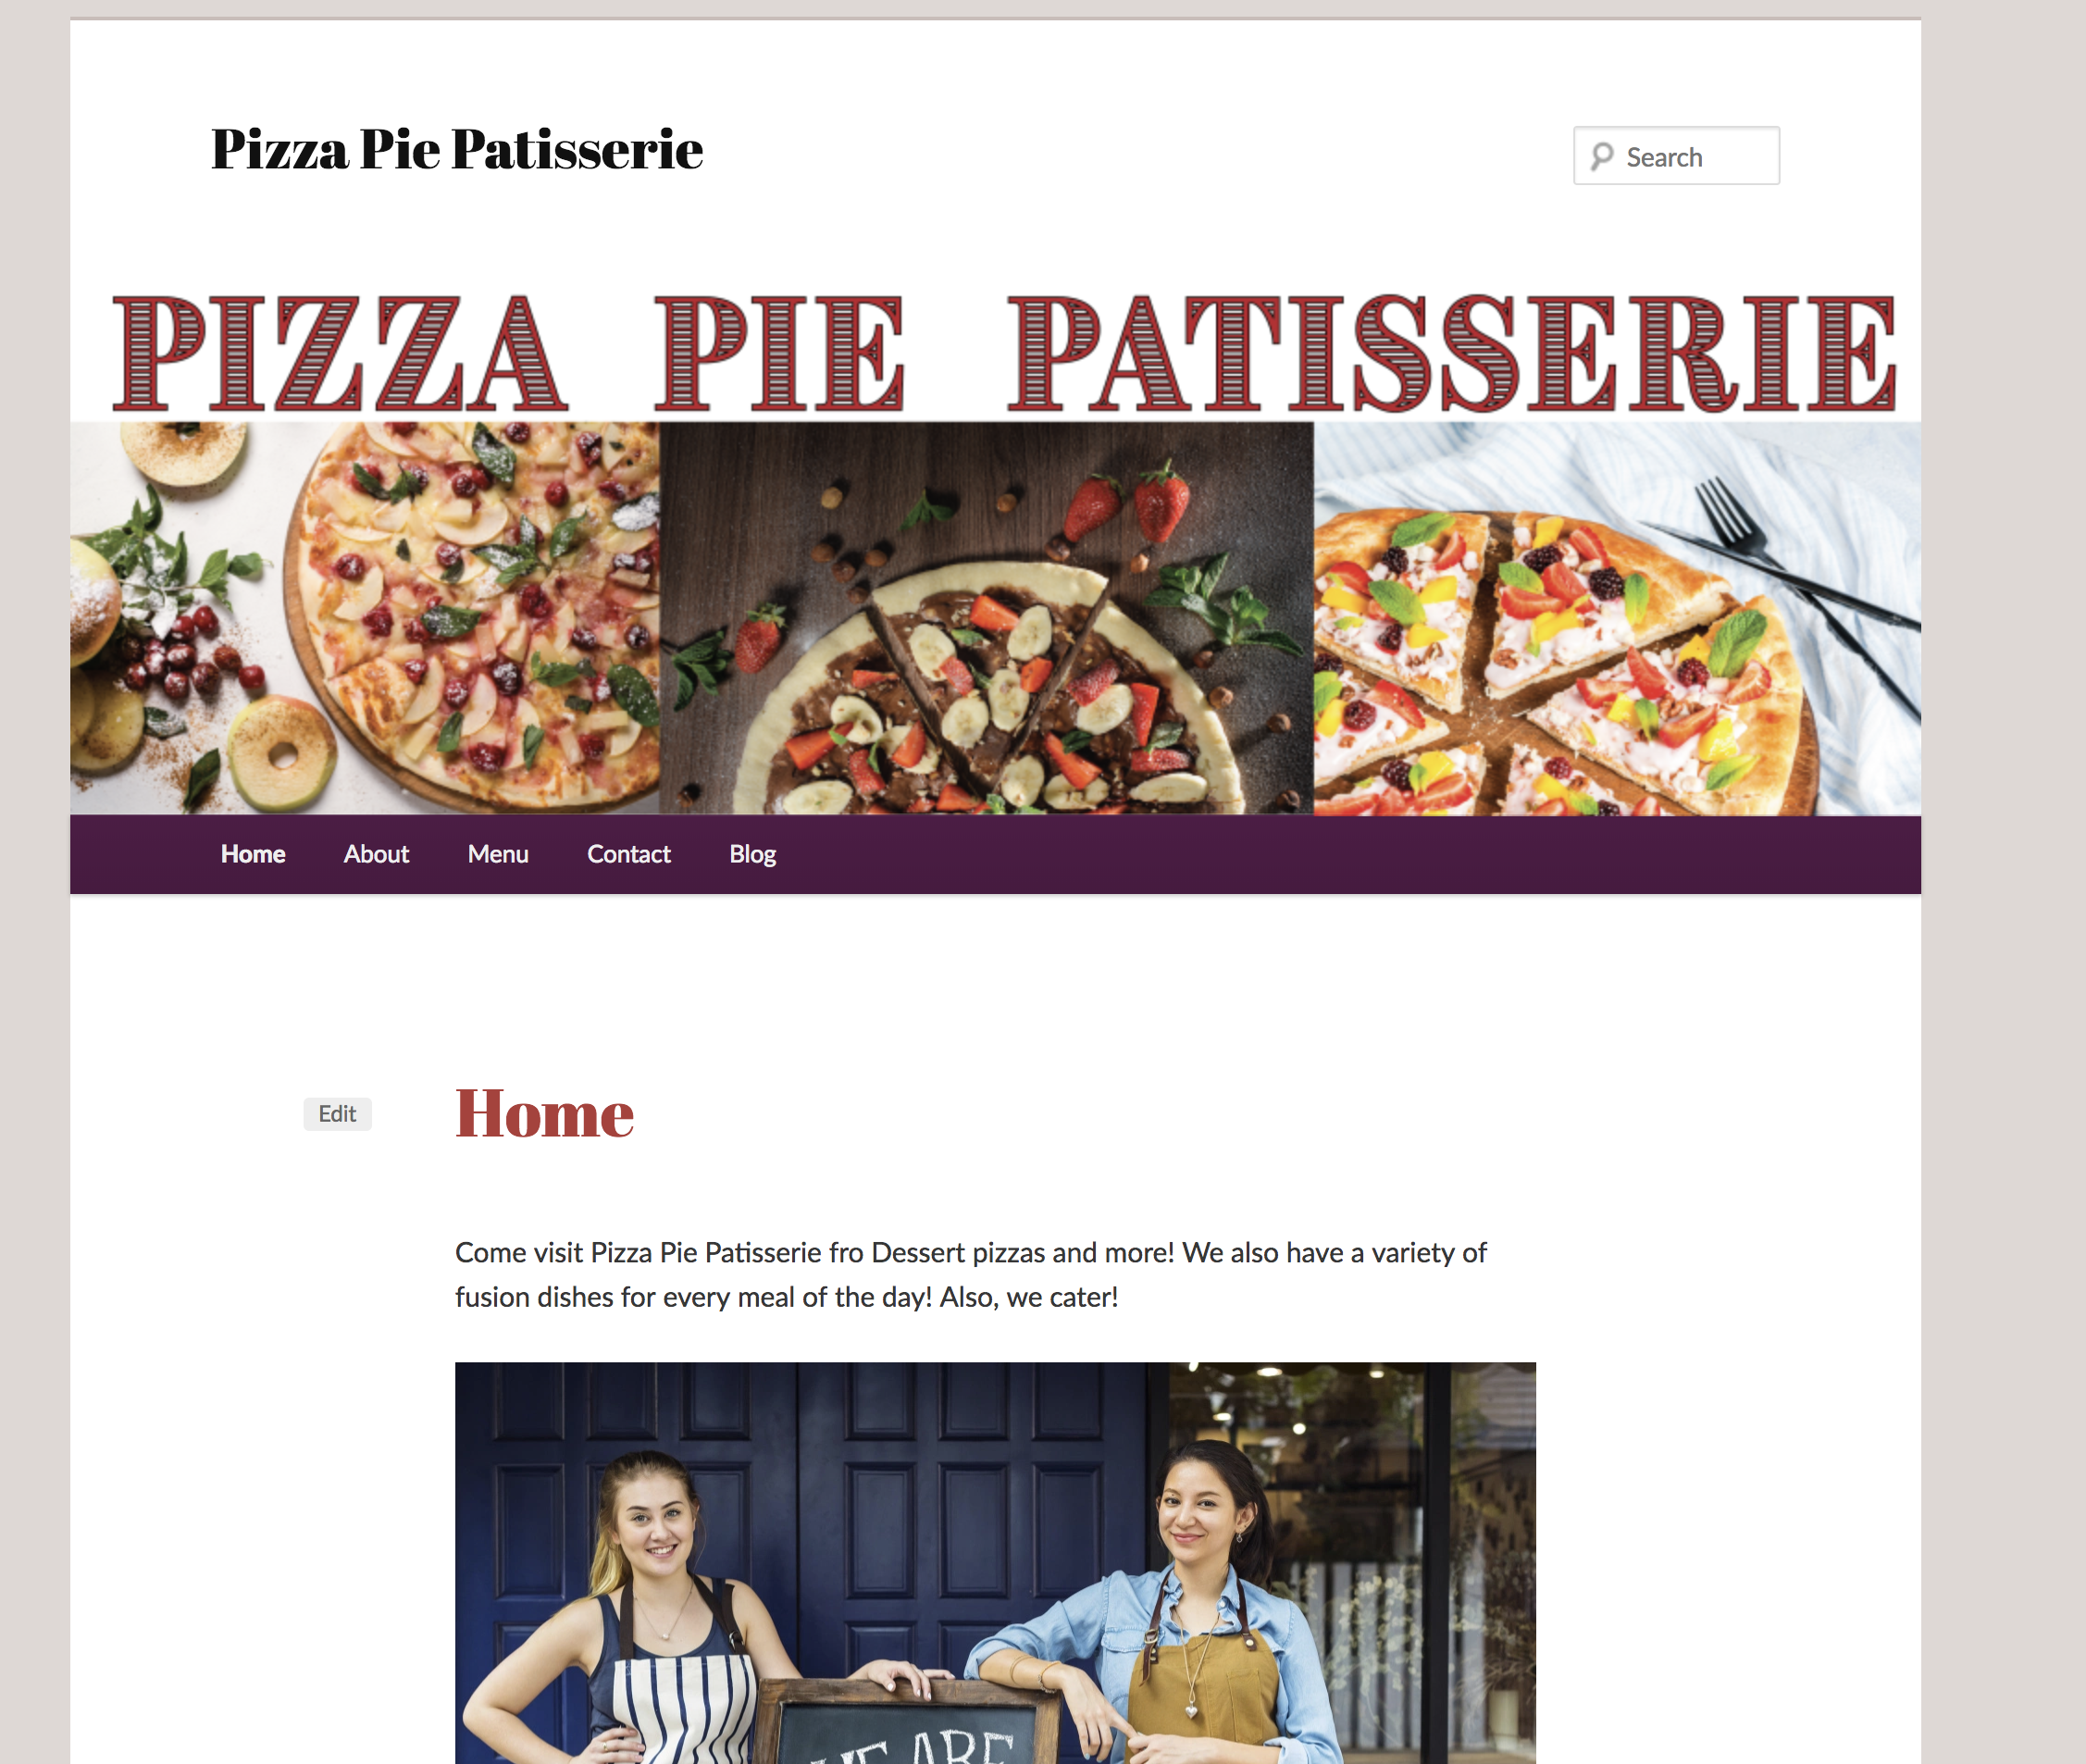 Pizza Pie Patisserie
Search
PIZZA PIE PATISSERIE
Home About Menu Contact Blog
Edit
Home
Come visit Pizza Pie Patisserie fro Dessert pizzas and more! We also have a variety of
fusion dishes for every meal of the day! Also, we cater!
WE ARE